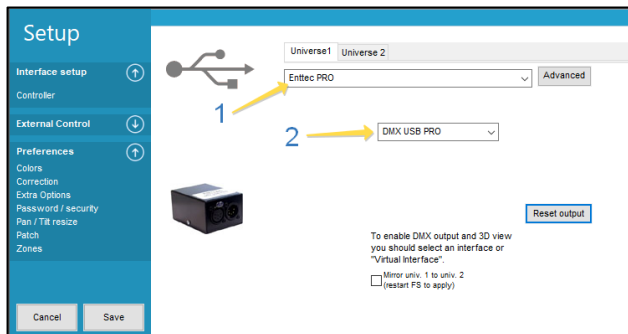 Setup
Interface setup
Controller
External Control
Preferences
Colors
Correction
Extra Options
Password / security
Pan / Tilt resize
Patch
Zones
Cancel Save
Universe1 Universe 2
Enttec PRO Advanced
1
2 DMX USB PRO
Reset output
To enable DMX output and 3D view
you should select an interface or
"Virtual Interface".
Mirror univ. 1 to univ. 2
(restart FS to apply)